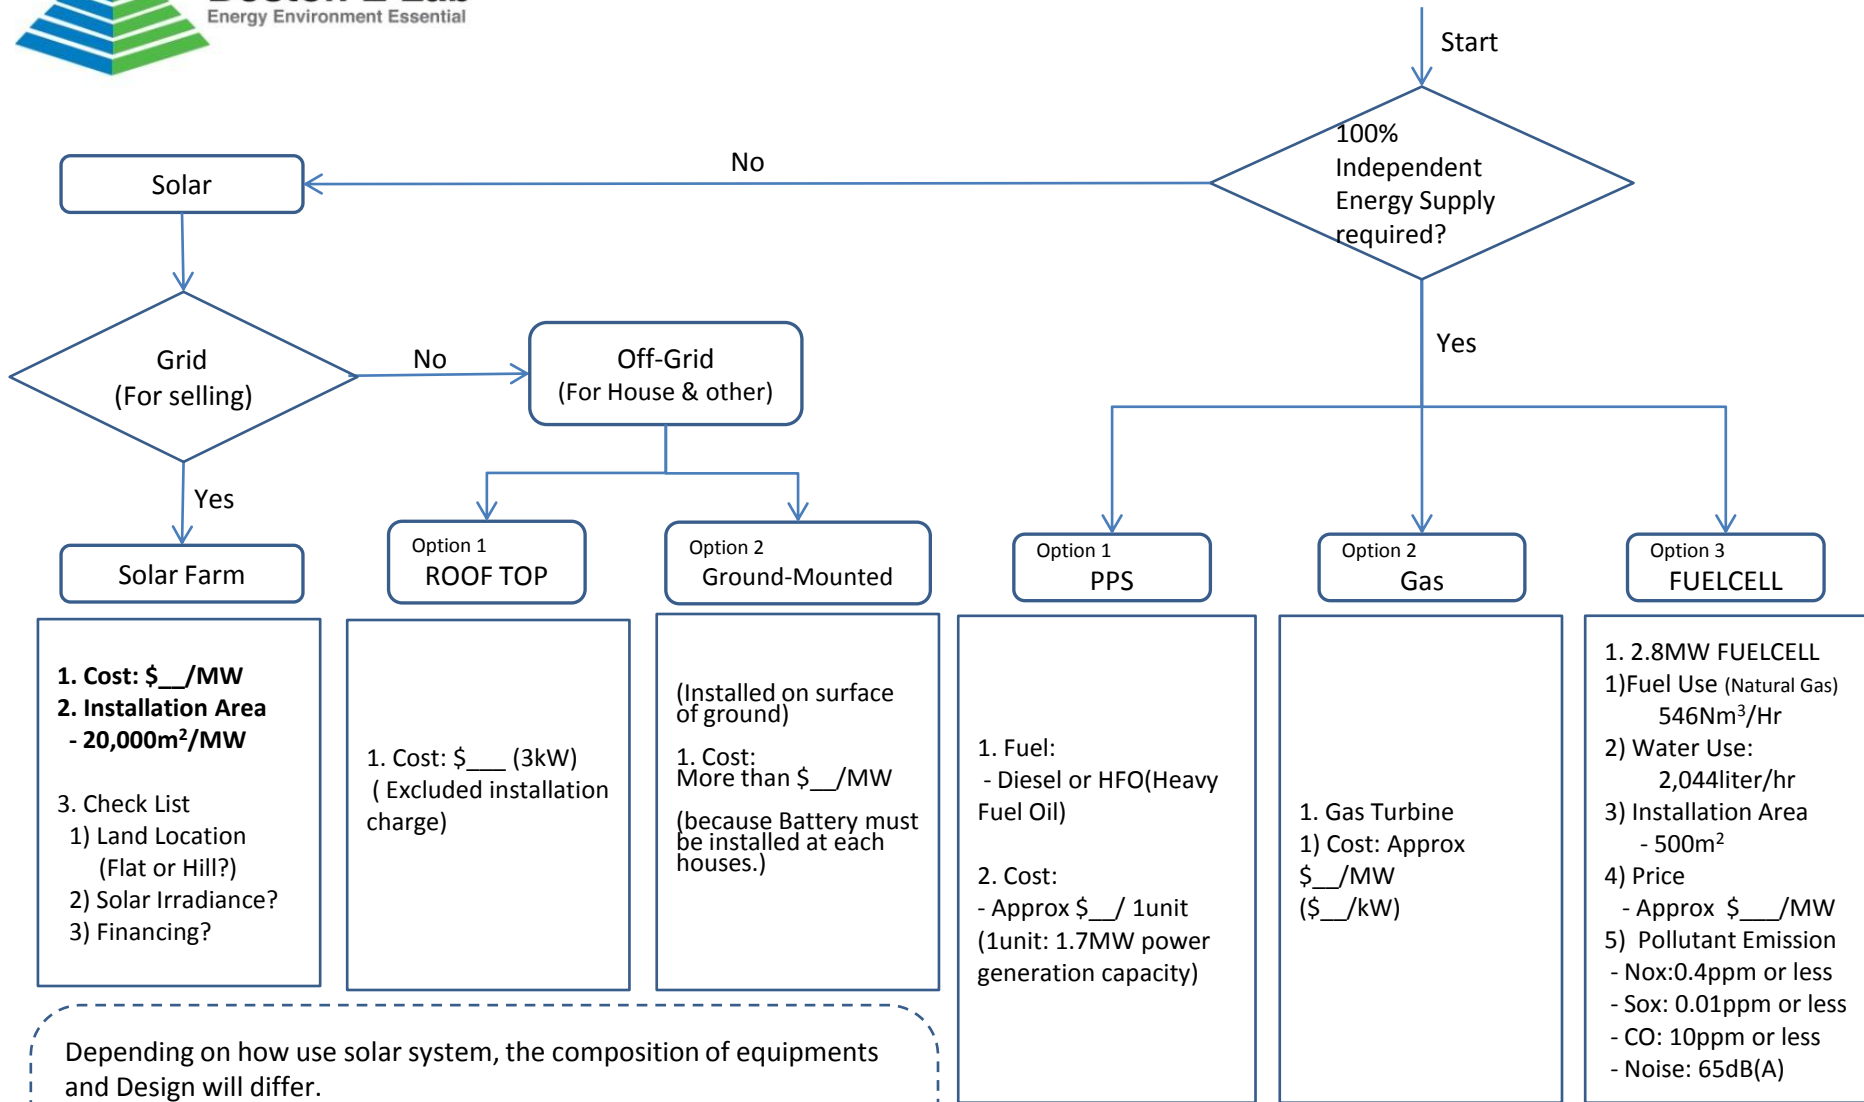 Energy Environment Essential
Start
100%
Independent
Energy Supply
required?
No
Solar
Yes
Grid
(For selling)
No
Off-Grid
(For House & other)
Yes
Solar Farm
Option 1
ROOF TOP
Option 2
Ground-Mounted
Option 1
PPS
Option 2
Gas
Option 3
FUELCELL
1. Cost: $__/MW
2. Installation Area
- 20,000m²/MW
3. Check List
1) Land Location
(Flat or Hill?)
2) Solar Irradiance?
3) Financing?
1. Cost: $___ (3kW)
( Excluded installation
charge)
(Installed on surface
of ground)
1. Cost:
More than $__/MW
(because Battery must
be installed at each
houses.)
1. Fuel:
- Diesel or HFO(Heavy
Fuel Oil)
2. Cost:
- Approx $__/ 1unit
(1unit: 1.7MW power
generation capacity)
1. Gas Turbine
1) Cost: Approx
$__/MW
($__/kW)
1. 2.8MW FUELCELL
1)Fuel Use (Natural Gas)
546Nm³/Hr
2) Water Use:
2,044liter/hr
3) Installation Area
- 500m²
4) Price
- Approx $___/MW
5) Pollutant Emission
- Nox:0.4ppm or less
- Sox: 0.01ppm or less
- CO: 10ppm or less
- Noise: 65dB(A)
Depending on how use solar system, the composition of equipments
and Design will differ.